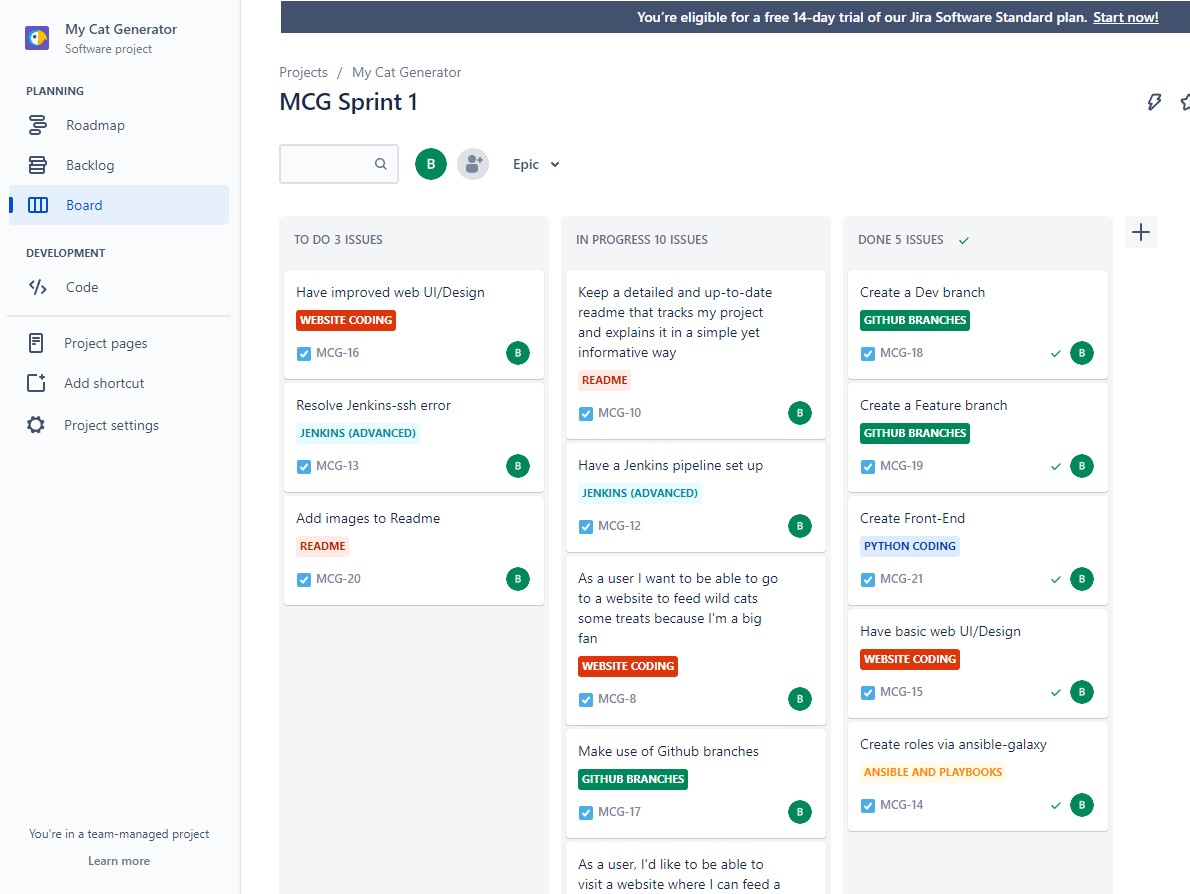 You're eligible for a free 14-day trial of our Jira Software Standard plan. Start now!
My Cat Generator
Software project
PLANNING
Roadmap
Backlog
Board
DEVELOPMENT
Code
Project pages
Add shortcut
Project settings
You're in a team-managed project
Learn more
Projects / My Cat Generator
MCG Sprint 1
B
Epic
TO DO 3 ISSUES
Have improved web UI/Design
WEBSITE CODING
MCG-16 B
Resolve Jenkins-ssh error
JENKINS (ADVANCED)
MCG-13 B
Add images to Readme
README
MCG-20 B
IN PROGRESS 10 ISSUES
Keep a detailed and up-to-date
readme that tracks my project
and explains it in a simple yet
informative way
README
MCG-10 B
Have a Jenkins pipeline set up
JENKINS (ADVANCED)
MCG-12 B
As a user I want to be able to go
to a website to feed wild cats
some treats because I'm a big
fan
WEBSITE CODING
MCG-8 B
Make use of Github branches
GITHUB BRANCHES
MCG-17 B
As a user, I'd like to be able to
visit a website where I can feed a
DONE 5 ISSUES
Create a Dev branch
GITHUB BRANCHES
MCG-18 B
Create a Feature branch
GITHUB BRANCHES
MCG-19 B
Create Front-End
PYTHON CODING
MCG-21 B
Have basic web UI/Design
WEBSITE CODING
MCG-15 B
Create roles via ansible-galaxy
ANSIBLE AND PLAYBOOKS
MCG-14 B